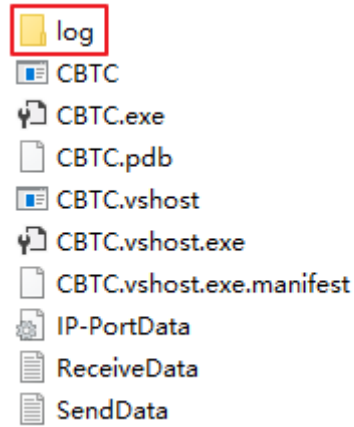 log
CBTC
CBTC.exe
CBTC.pdb
CBTC.vshost
CBTC.vshost.exe
CBTC.vshost.exe.manifest
IP-PortData
ReceiveData
SendData